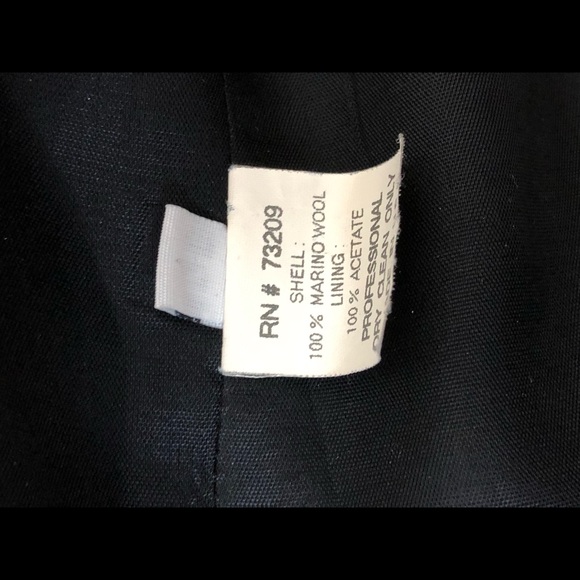 RN # 73209
SHELL :
100 % MARINO WOOL
LINING :
100 % ACETATE
PROFESSIONAL
DRY CLEAN ONLY